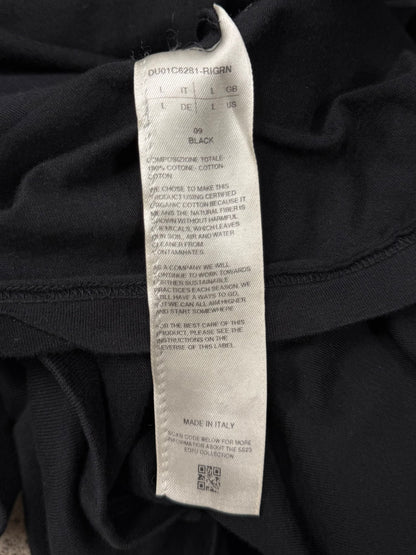 DU01C6281-RIGRN
L IT L GB
L DE L US
09
BLACK
COMPOSIZIONE TOTALE:
100% COTONE - COTTON
COTTON
WE CHOSE TO MAKE THIS
PRODUCT USING CERTIFIED
ORGANIC COTTON BECAUSE IT
MEANS THE NATURAL FIBER IS
GROWN WITHOUT HARMFUL
CHEMICALS, WHICH LEAVES
OUR SOIL, AIR AND WATER
CLEANER FROM
CONTAMINATES.
AS A COMPANY WE WILL
CONTINUE TO WORK TOWARDS
FURTHER SUSTAINABLE
PRACTICES EACH SEASON. WE
STILL HAVE A WAYS TO GO,
BUT WE CAN ALL AIM HIGHER
AND START SOMEWHERE.
FOR THE BEST CARE OF THIS
PRODUCT, PLEASE SEE THE
INSTRUCTIONS ON THE
REVERSE OF THIS LABEL.
MADE IN ITALY
SCAN CODE BELOW FOR MORE
INFORMATION ABOUT THE SS23
EDFU COLLECTION